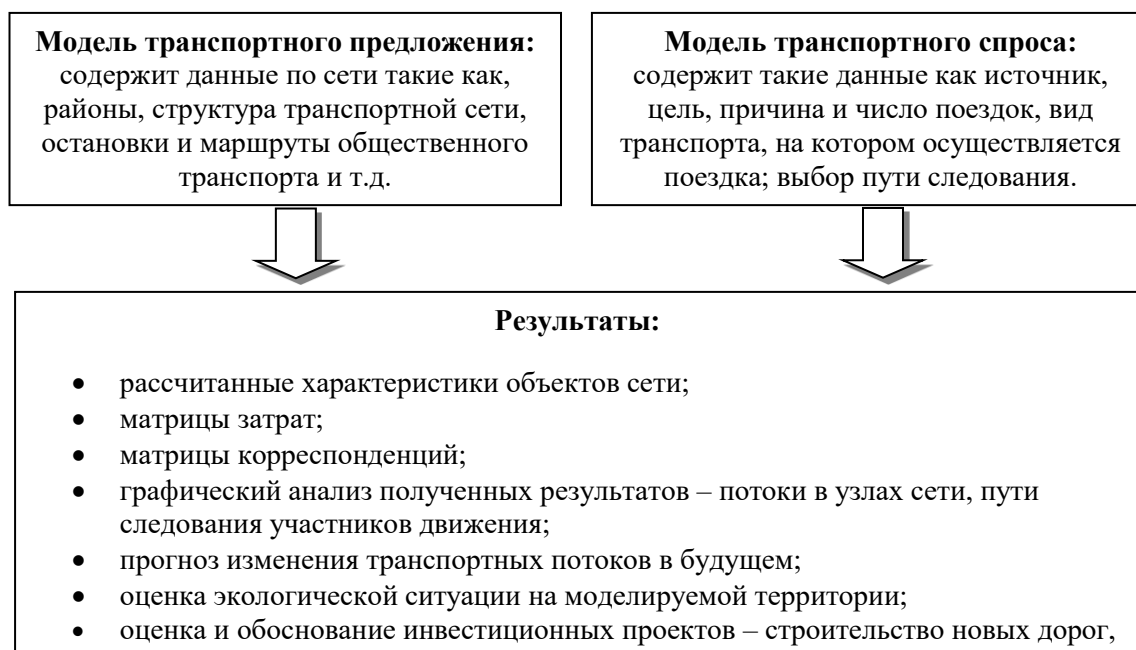 Модель транспортного предложения:
содержит данные по сети такие как,
районы, структура транспортной сети,
остановки и маршруты общественного
транспорта и т.д.
Модель транспортного спроса:
содержит такие данные как источник,
цель, причина и число поездок, вид
транспорта, на котором осуществляется
поездка; выбор пути следования.
Результаты:
• рассчитанные характеристики объектов сети;
• матрицы затрат;
• матрицы корреспонденций;
• графический анализ полученных результатов – потоки в узлах сети, пути
следования участников движения;
• прогноз изменения транспортных потоков в будущем;
• оценка экологической ситуации на моделируемой территории;
• оценка и обоснование инвестиционных проектов – строительство новых дорог,